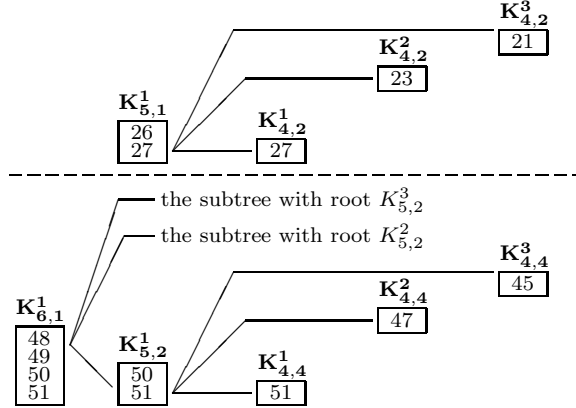 K^3_{4,2}
21
K^2_{4,2}
23
K^1_{5,1}
26
27
K^1_{4,2}
27
the subtree with root K^3_{5,2}
the subtree with root K^2_{5,2}
K^3_{4,4}
45
K^2_{4,4}
47
K^1_{6,1}
48
49
50
51
K^1_{5,2}
50
51
K^1_{4,4}
51